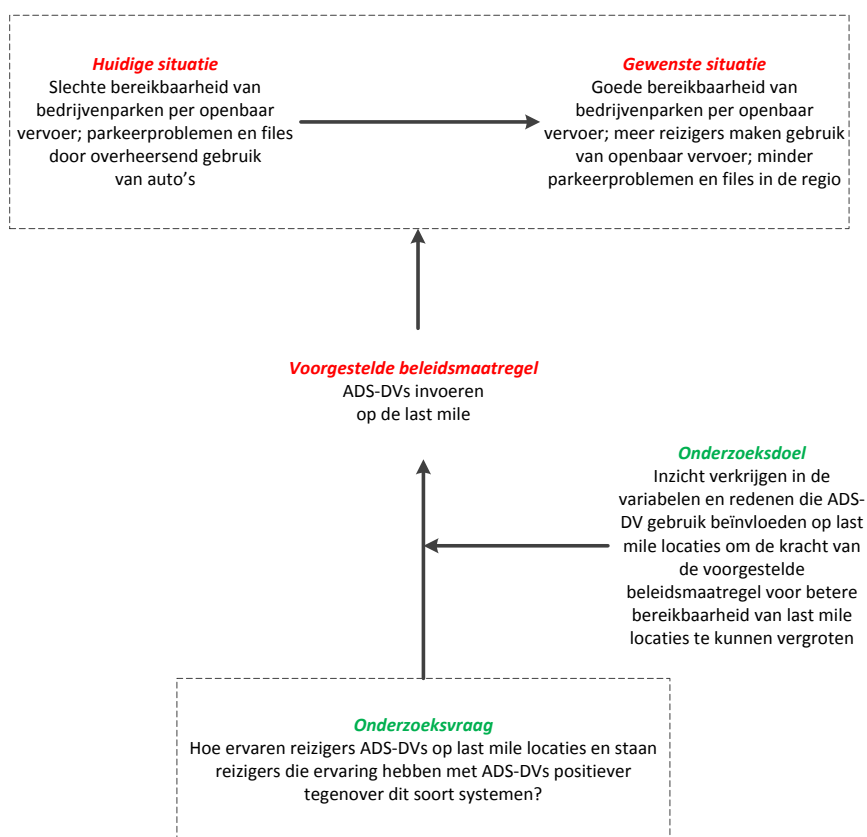 Huidige situatie
Slechte bereikbaarheid van
bedrijvenparken per openbaar
vervoer; parkeerproblemen en files
door overheersend gebruik
van auto's
Gewenste situatie
Goede bereikbaarheid van
bedrijvenparken per openbaar
vervoer; meer reizigers maken gebruik
van openbaar vervoer; minder
parkeerproblemen en files in de regio
Voorgestelde beleidsmaatregel
ADS-DVs invoeren
op de last mile
Onderzoeksdoel
Inzicht verkrijgen in de
variabelen en redenen die ADS-
DV gebruik beïnvloeden op last
mile locaties om de kracht van
de voorgestelde
beleidsmaatregel voor betere
bereikbaarheid van last mile
locaties te kunnen vergroten
Onderzoeksvraag
Hoe ervaren reizigers ADS-DVs op last mile locaties en staan
reizigers die ervaring hebben met ADS-DVs positiever
tegenover dit soort systemen?